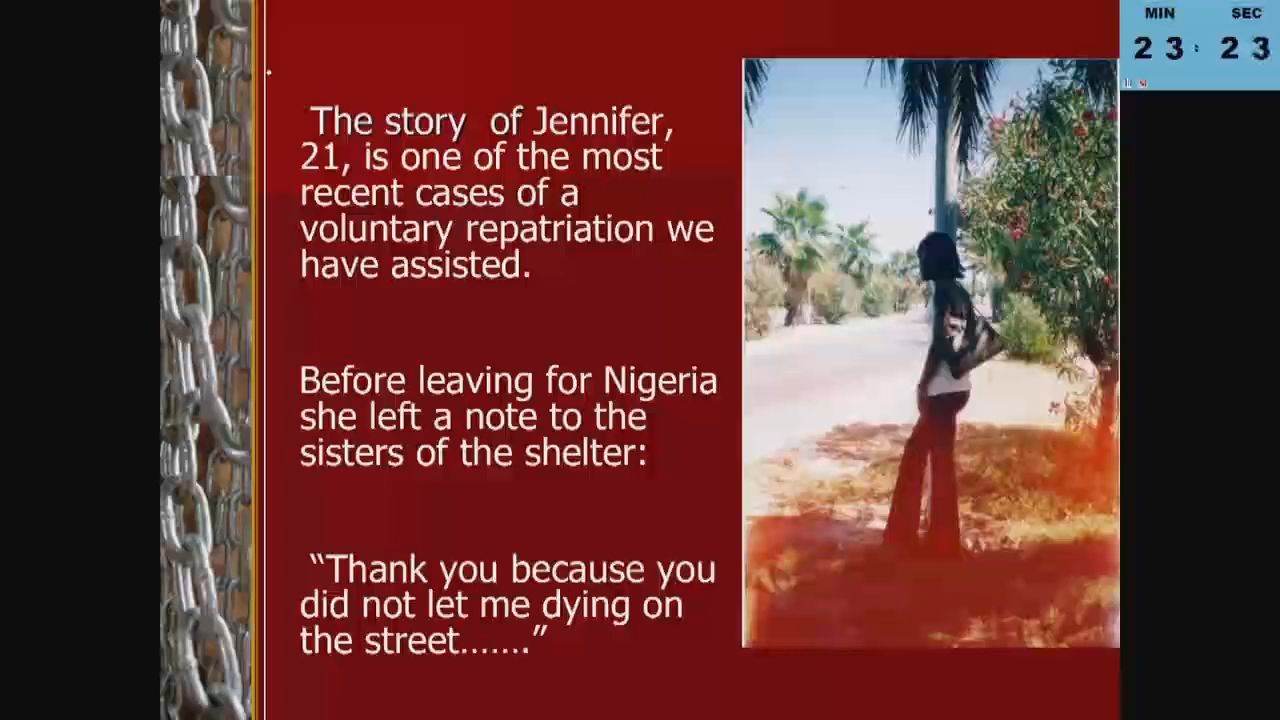 MIN SEC
23:23
The story of Jennifer,
21, is one of the most
recent cases of a
voluntary repatriation we
have assisted.
Before leaving for Nigeria
she left a note to the
sisters of the shelter:
“Thank you because you
did not let me dying on
the street.......”